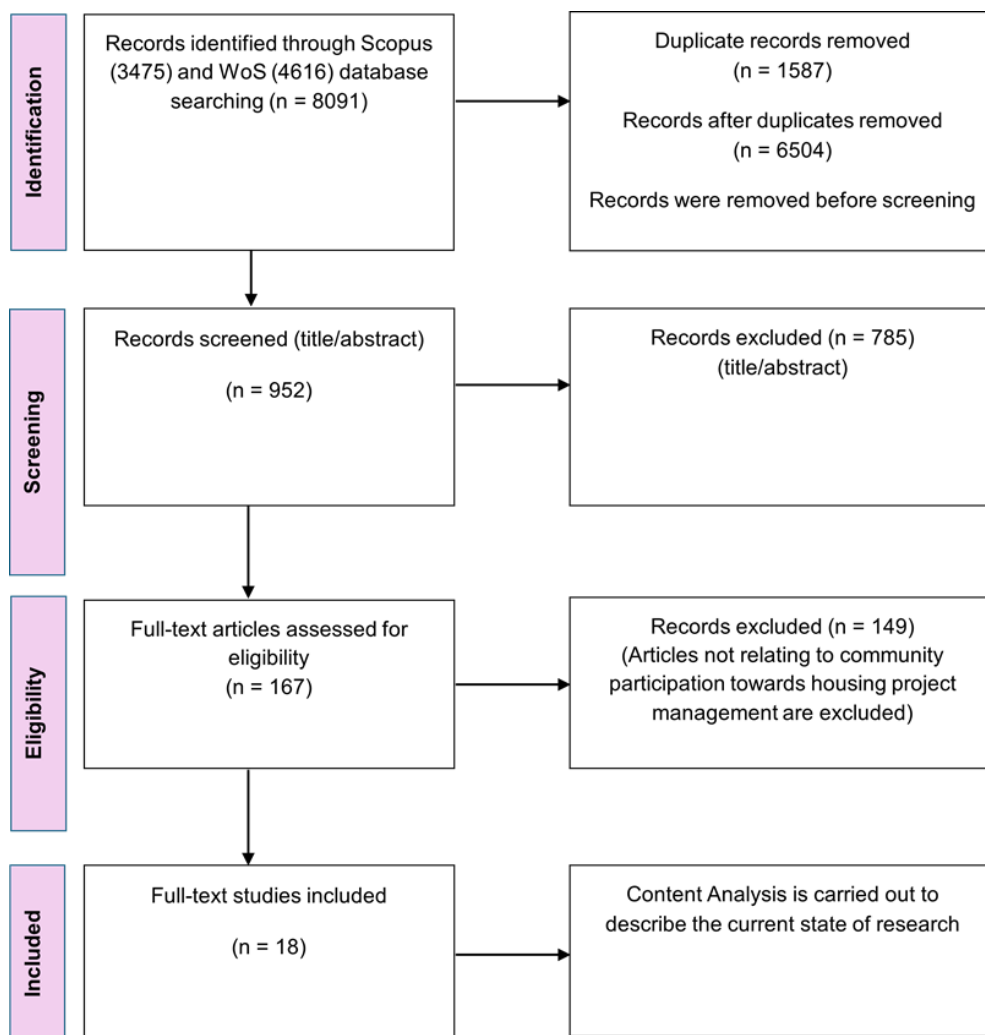 Identification
Records identified through Scopus
(3475) and WoS (4616) database
searching (n = 8091)
Duplicate records removed
(n = 1587)
Records after duplicates removed
(n = 6504)
Records were removed before screening
Screening
Records screened (title/abstract)
(n = 952)
Records excluded (n = 785)
(title/abstract)
Eligibility
Full-text articles assessed for
eligibility
(n = 167)
Records excluded (n = 149)
(Articles not relating to community
participation towards housing project
management are excluded)
Included
Full-text studies included
(n = 18)
Content Analysis is carried out to
describe the current state of research